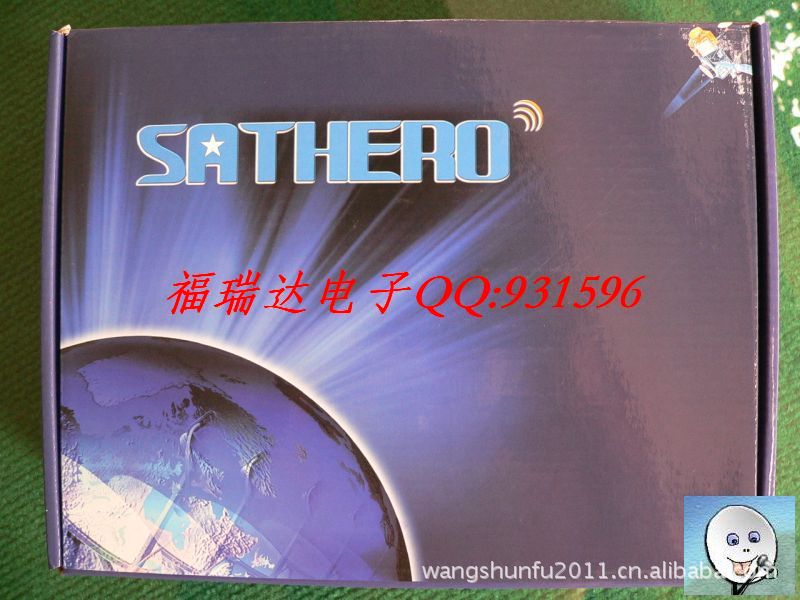 SATHERO
福瑞达电子QQ:931596
wangshunfu2011.cn.alibaba.com